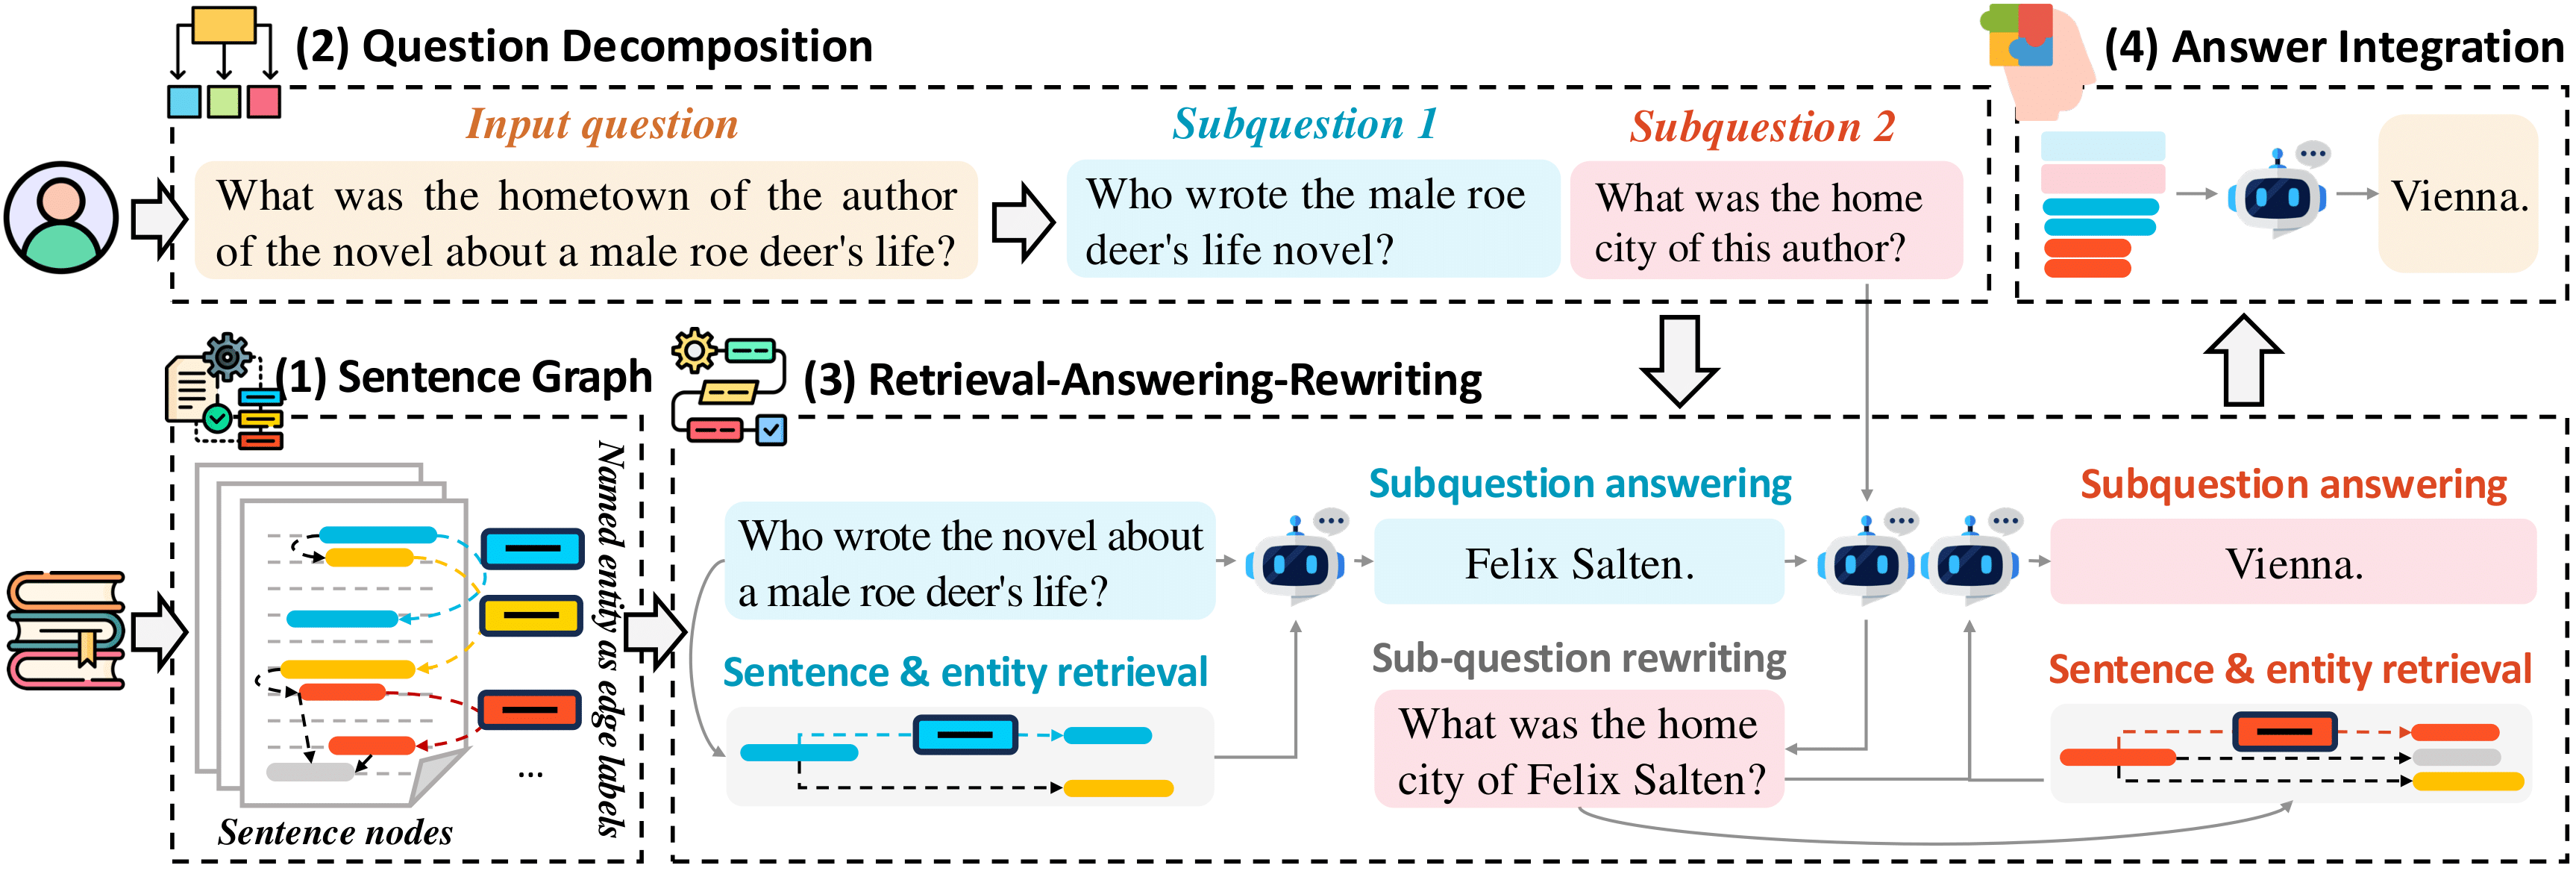 (2) Question Decomposition
Input question
What was the hometown of the author
of the novel about a male roe deer's life?
Subquestion 1
Who wrote the male roe
deer's life novel?
Subquestion 2
What was the home
city of this author?
(4) Answer Integration
Vienna.
(1) Sentence Graph
Named entity as edge labels
...
Sentence nodes
(3) Retrieval-Answering-Rewriting
Who wrote the novel about
a male roe deer's life?
Sentence & entity retrieval
Subquestion answering
Felix Salten.
Sub-question rewriting
What was the home
city of Felix Salten?
Subquestion answering
Vienna.
Sentence & entity retrieval